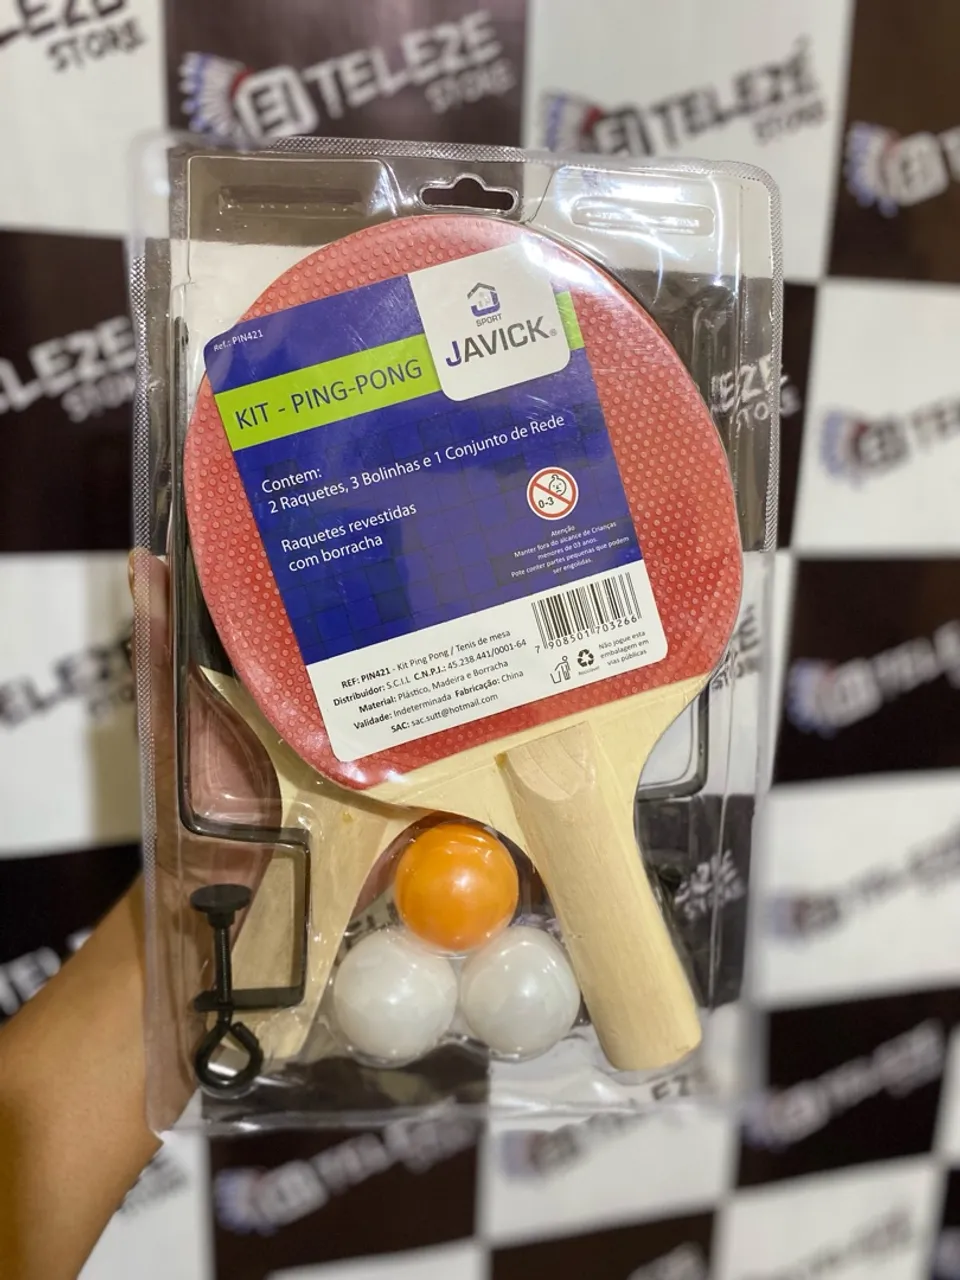 EJ TELEZE
STORE
Ref.: PIN421
SPORT
JAVICK®
KIT - PING-PONG
Contem:
2 Raquetes, 3 Bolinhas e 1 Conjunto de Rede
Raquetes revestidas
com borracha
0-3
Atenção
Manter fora do alcance de Crianças
menores de 03 anos.
Pote conter partes pequenas que podem
ser engolidas.
REF: PIN421 - Kit Ping Pong / Tenis de mesa
Distribuidor: S.C.I.L C.N.P.J.: 45.238.441/0001-64
Material: Plástico, Madeira e Borracha
Validade: Indeterminada Fabricação: China
SAC: sac.sutt@hotmail.com
7 908501 703266
Não jogue esta
embalagem em
vias públicas